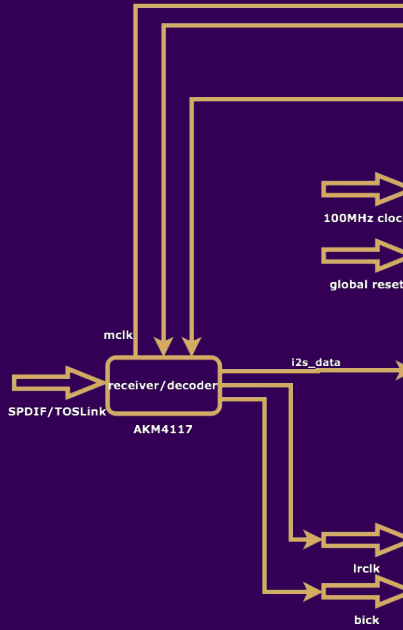 100MHz cloc
global reset
mclk
i2s_data
receiver/decoder
SPDIF/TOSLink
AKM4117
lrclk
bick